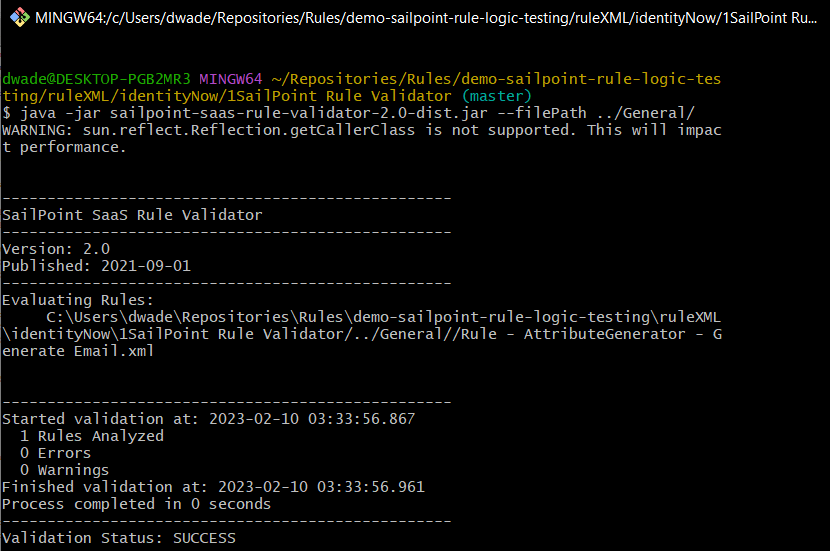 MINGW64:/c/Users/dwade/Repositories/Rules/demo-sailpoint-rule-logic-testing/ruleXML/identityNow/1SailPoint Ru...
dwade@DESKTOP-PGB2MR3 MINGW64 ~/Repositories/Rules/demo-sailpoint-rule-logic-tes
ting/ruleXML/identityNow/1SailPoint Rule Validator (master)
$ java -jar sailpoint-saas-rule-validator-2.0-dist.jar --filePath ../General/
WARNING: sun.reflect.Reflection.getCallerClass is not supported. This will impac
t performance.
--------------------------------------------------
SailPoint SaaS Rule Validator
--------------------------------------------------
Version: 2.0
Published: 2021-09-01
--------------------------------------------------
Evaluating Rules:
C:\Users\dwade\Repositories\Rules\demo-sailpoint-rule-logic-testing\ruleXML
\identityNow\1SailPoint Rule Validator/../General//Rule - AttributeGenerator - G
enerate Email.xml
--------------------------------------------------
Started validation at: 2023-02-10 03:33:56.867
1 Rules Analyzed
0 Errors
0 Warnings
Finished validation at: 2023-02-10 03:33:56.961
Process completed in 0 seconds
--------------------------------------------------
Validation Status: SUCCESS